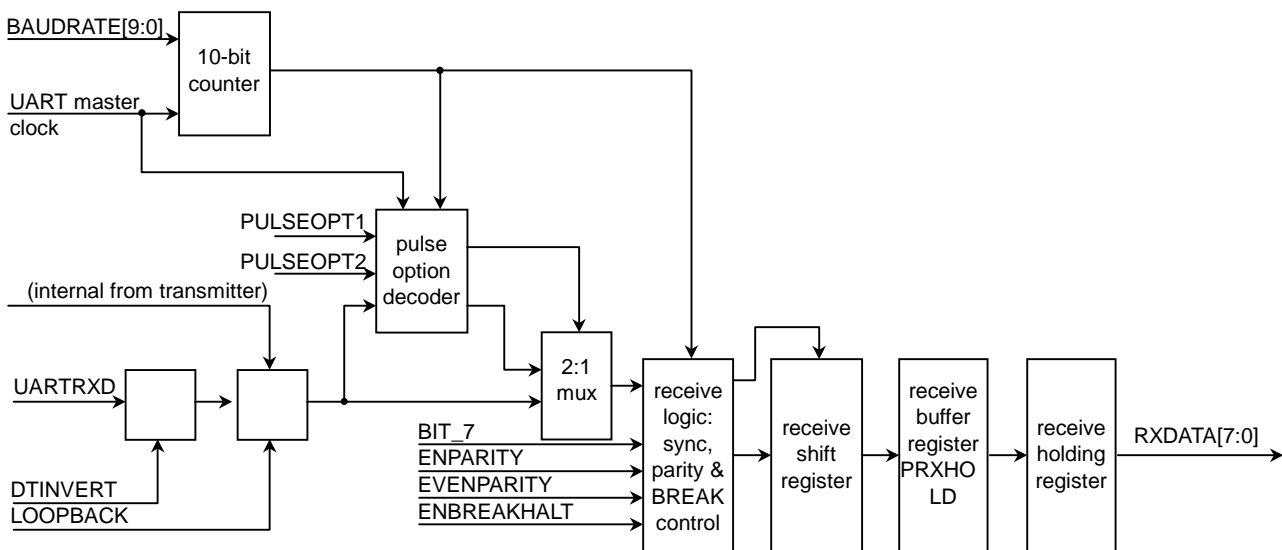 BAUDRATE[9:0]
10-bit
counter
UART master
clock
PULSEOPT1
PULSEOPT2
pulse
option
decoder
(internal from transmitter)
UARTRXD
2:1
mux
DTINVERT
LOOPBACK
BIT_7
ENPARITY
EVENPARITY
ENBREAKHALT
receive
logic:
sync,
parity &
BREAK
control
receive
shift
register
receive
buffer
register
PRXHO
LD
receive
holding
register
RXDATA[7:0]